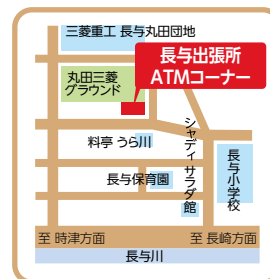 三菱重工 長与丸田団地
長与出張所
ATMコーナー
丸田三菱
グラウンド
料亭 うら川
シャディ サラダ館
長与保育園
長与小学校
至 時津方面
至 長崎方面
長与川